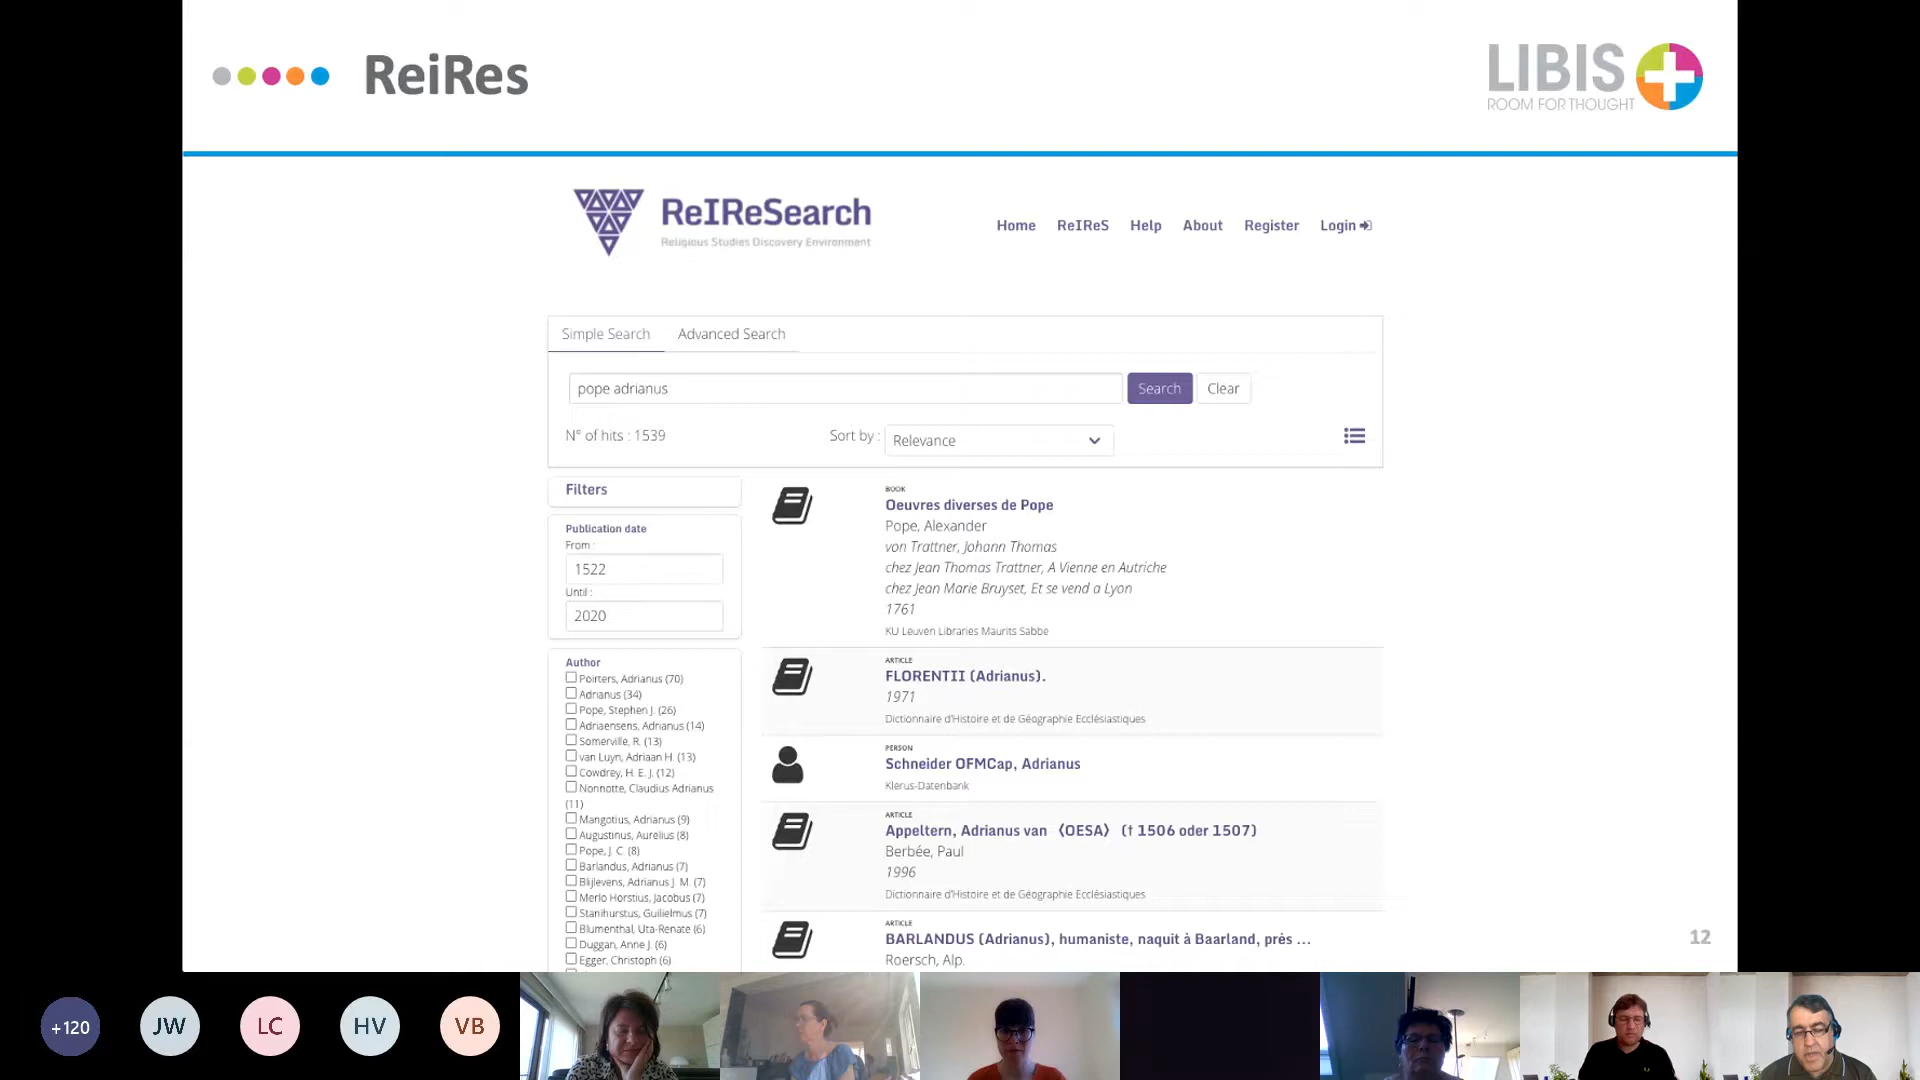 ReiRes
LIBIS
ROOM FOR THOUGHT
ReIReSearch
Religious Studies Discovery Environment
Home ReIReS Help About Register Login
Simple Search Advanced Search
pope adrianus Search Clear
N° of hits : 1539 Sort by : Relevance
Filters
Publication date
From :
1522
Until :
2020
Author
Poirters, Adrianus (70)
Adrianus (34)
Pope, Stephen J. (26)
Adriaensens, Adrianus (14)
Somerville, R. (13)
van Luyn, Adriaan H. (13)
Cowdrey, H. E. J. (12)
Nonnotte, Claudius Adrianus
(11)
Mangotius, Adrianus (9)
Augustinus, Aurelius (8)
Pope, J. C. (8)
Barlandus, Adrianus (7)
Blijlevens, Adrianus J. M. (7)
Merlo Horstius, Jacobus (7)
Stanihurstus, Guilielmus (7)
Blumenthal, Uta-Renate (6)
Duggan, Anne J. (6)
Egger, Christoph (6)
BOOK
Oeuvres diverses de Pope
Pope, Alexander
von Trattner, Johann Thomas
chez Jean Thomas Trattner, A Vienne en Autriche
chez Jean Marie Bruyset, Et se vend a Lyon
1761
KU Leuven Libraries Maurits Sabbe
ARTICLE
FLORENTII (Adrianus).
1971
Dictionnaire d'Histoire et de Géographie Ecclésiastiques
PERSON
Schneider OFMCap, Adrianus
Klerus-Datenbank
ARTICLE
Appeltern, Adrianus van 〈OESA〉 († 1506 oder 1507)
Berbée, Paul
1996
Dictionnaire d'Histoire et de Géographie Ecclésiastiques
ARTICLE
BARLANDUS (Adrianus), humaniste, naquit à Baarland, près ...
Roersch, Alp.
12
+120 JW LC HV VB